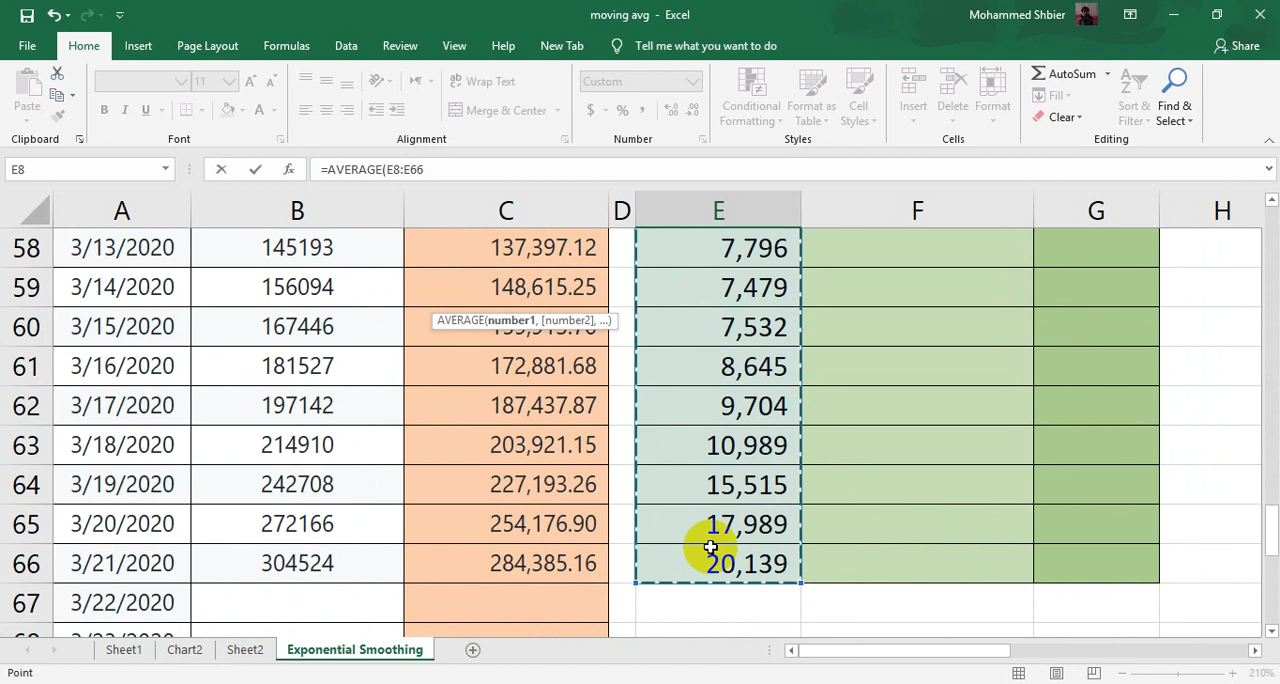 moving avg - Excel
Mohammed Shbier
File Home Insert Page Layout Formulas Data Review View Help New Tab Tell me what you want to do Share
Paste
11
Wrap Text
Merge & Center
Custom
Conditional Formatting
Format as Table
Cell Styles
Insert
Delete
Format
AutoSum
Fill
Clear
Sort & Filter
Find & Select
Clipboard Font Alignment Number Styles Cells Editing
E8 =AVERAGE(E8:E66
A B C D E F G H
58 3/13/2020 145193 137,397.12 7,796
59 3/14/2020 156094 148,615.25 7,479
AVERAGE(number1, [number2], ...)
60 3/15/2020 167446 7,532
61 3/16/2020 181527 172,881.68 8,645
62 3/17/2020 197142 187,437.87 9,704
63 3/18/2020 214910 203,921.15 10,989
64 3/19/2020 242708 227,193.26 15,515
65 3/20/2020 272166 254,176.90 17,989
66 3/21/2020 304524 284,385.16 20,139
67 3/22/2020
Sheet1 Chart2 Sheet2 Exponential Smoothing
Point 210%